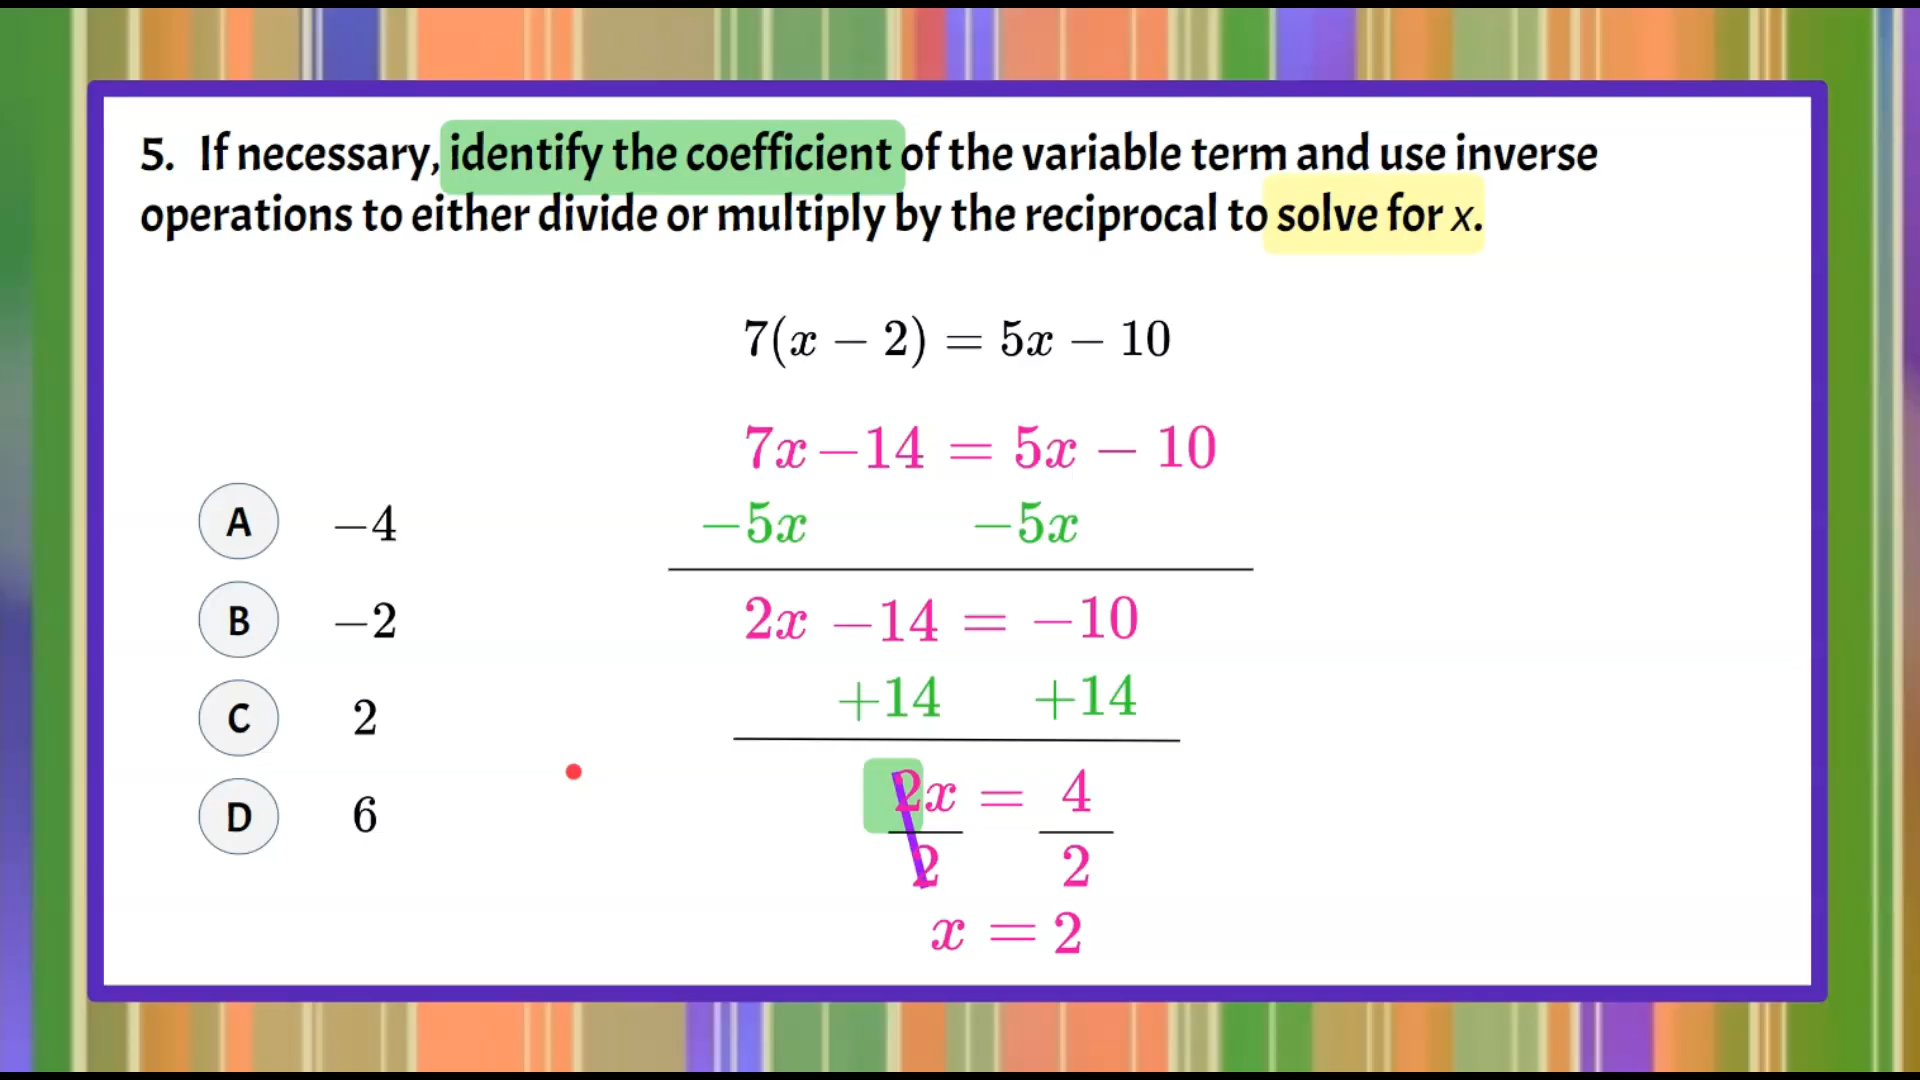 5. If necessary, identify the coefficient of the variable term and use inverse
operations to either divide or multiply by the reciprocal to solve for x.
7(x − 2) = 5x − 10
7x −14 = 5x − 10
−5x −5x
2x −14 = −10
+14 +14
2x = 4
2 2
x = 2
A −4
B −2
C 2
D 6